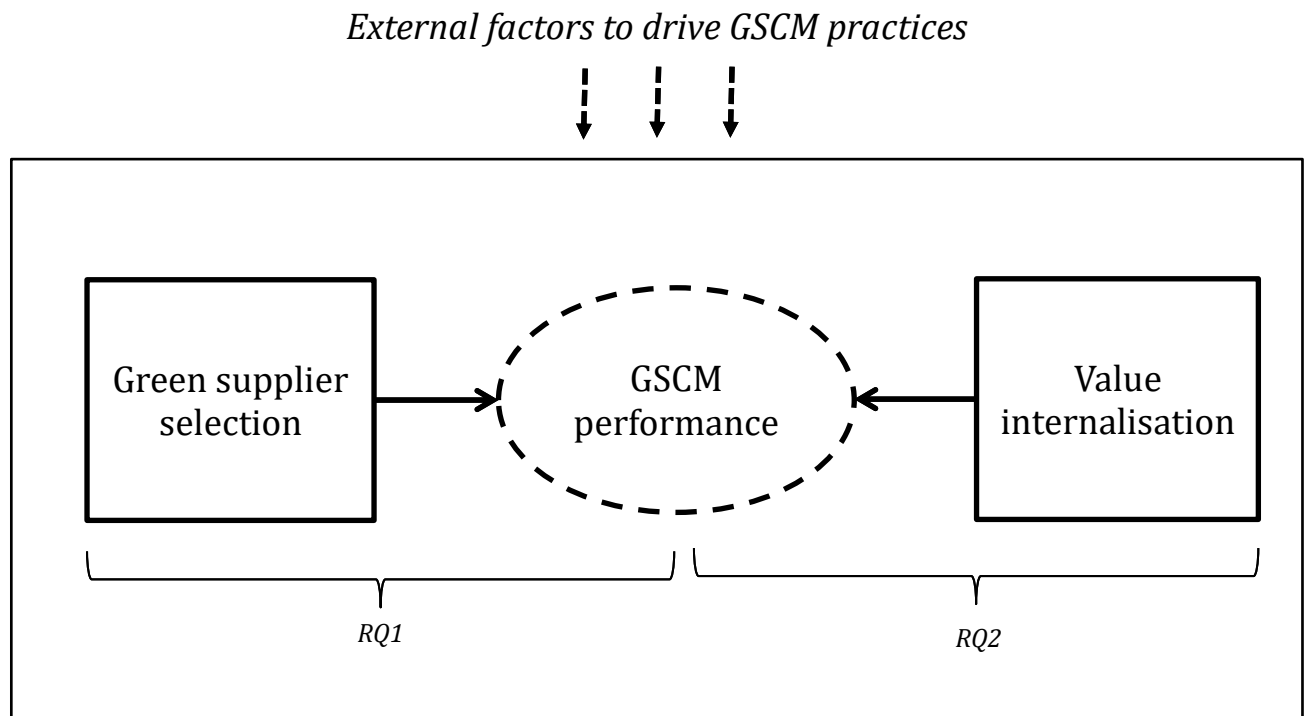 External factors to drive GSCM practices
Green supplier
selection
GSCM
performance
Value
internalisation
RQ1
RQ2